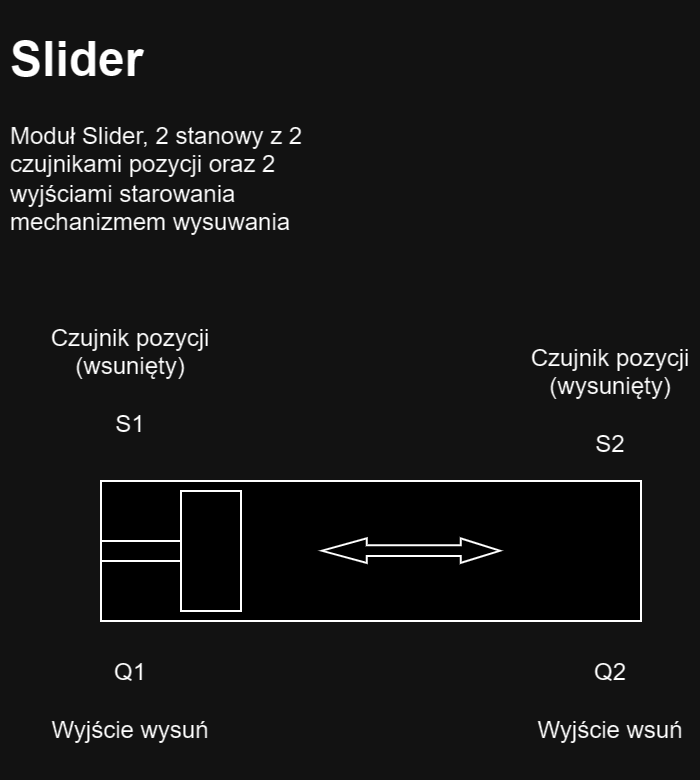 Slider
Moduł Slider, 2 stanowy z 2
czujnikami pozycji oraz 2
wyjściami starowania
mechanizmem wysuwania
Czujnik pozycji
(wsunięty)
S1
Czujnik pozycji
(wysunięty)
S2
Q1
Wyjście wysuń
Q2
Wyjście wsuń